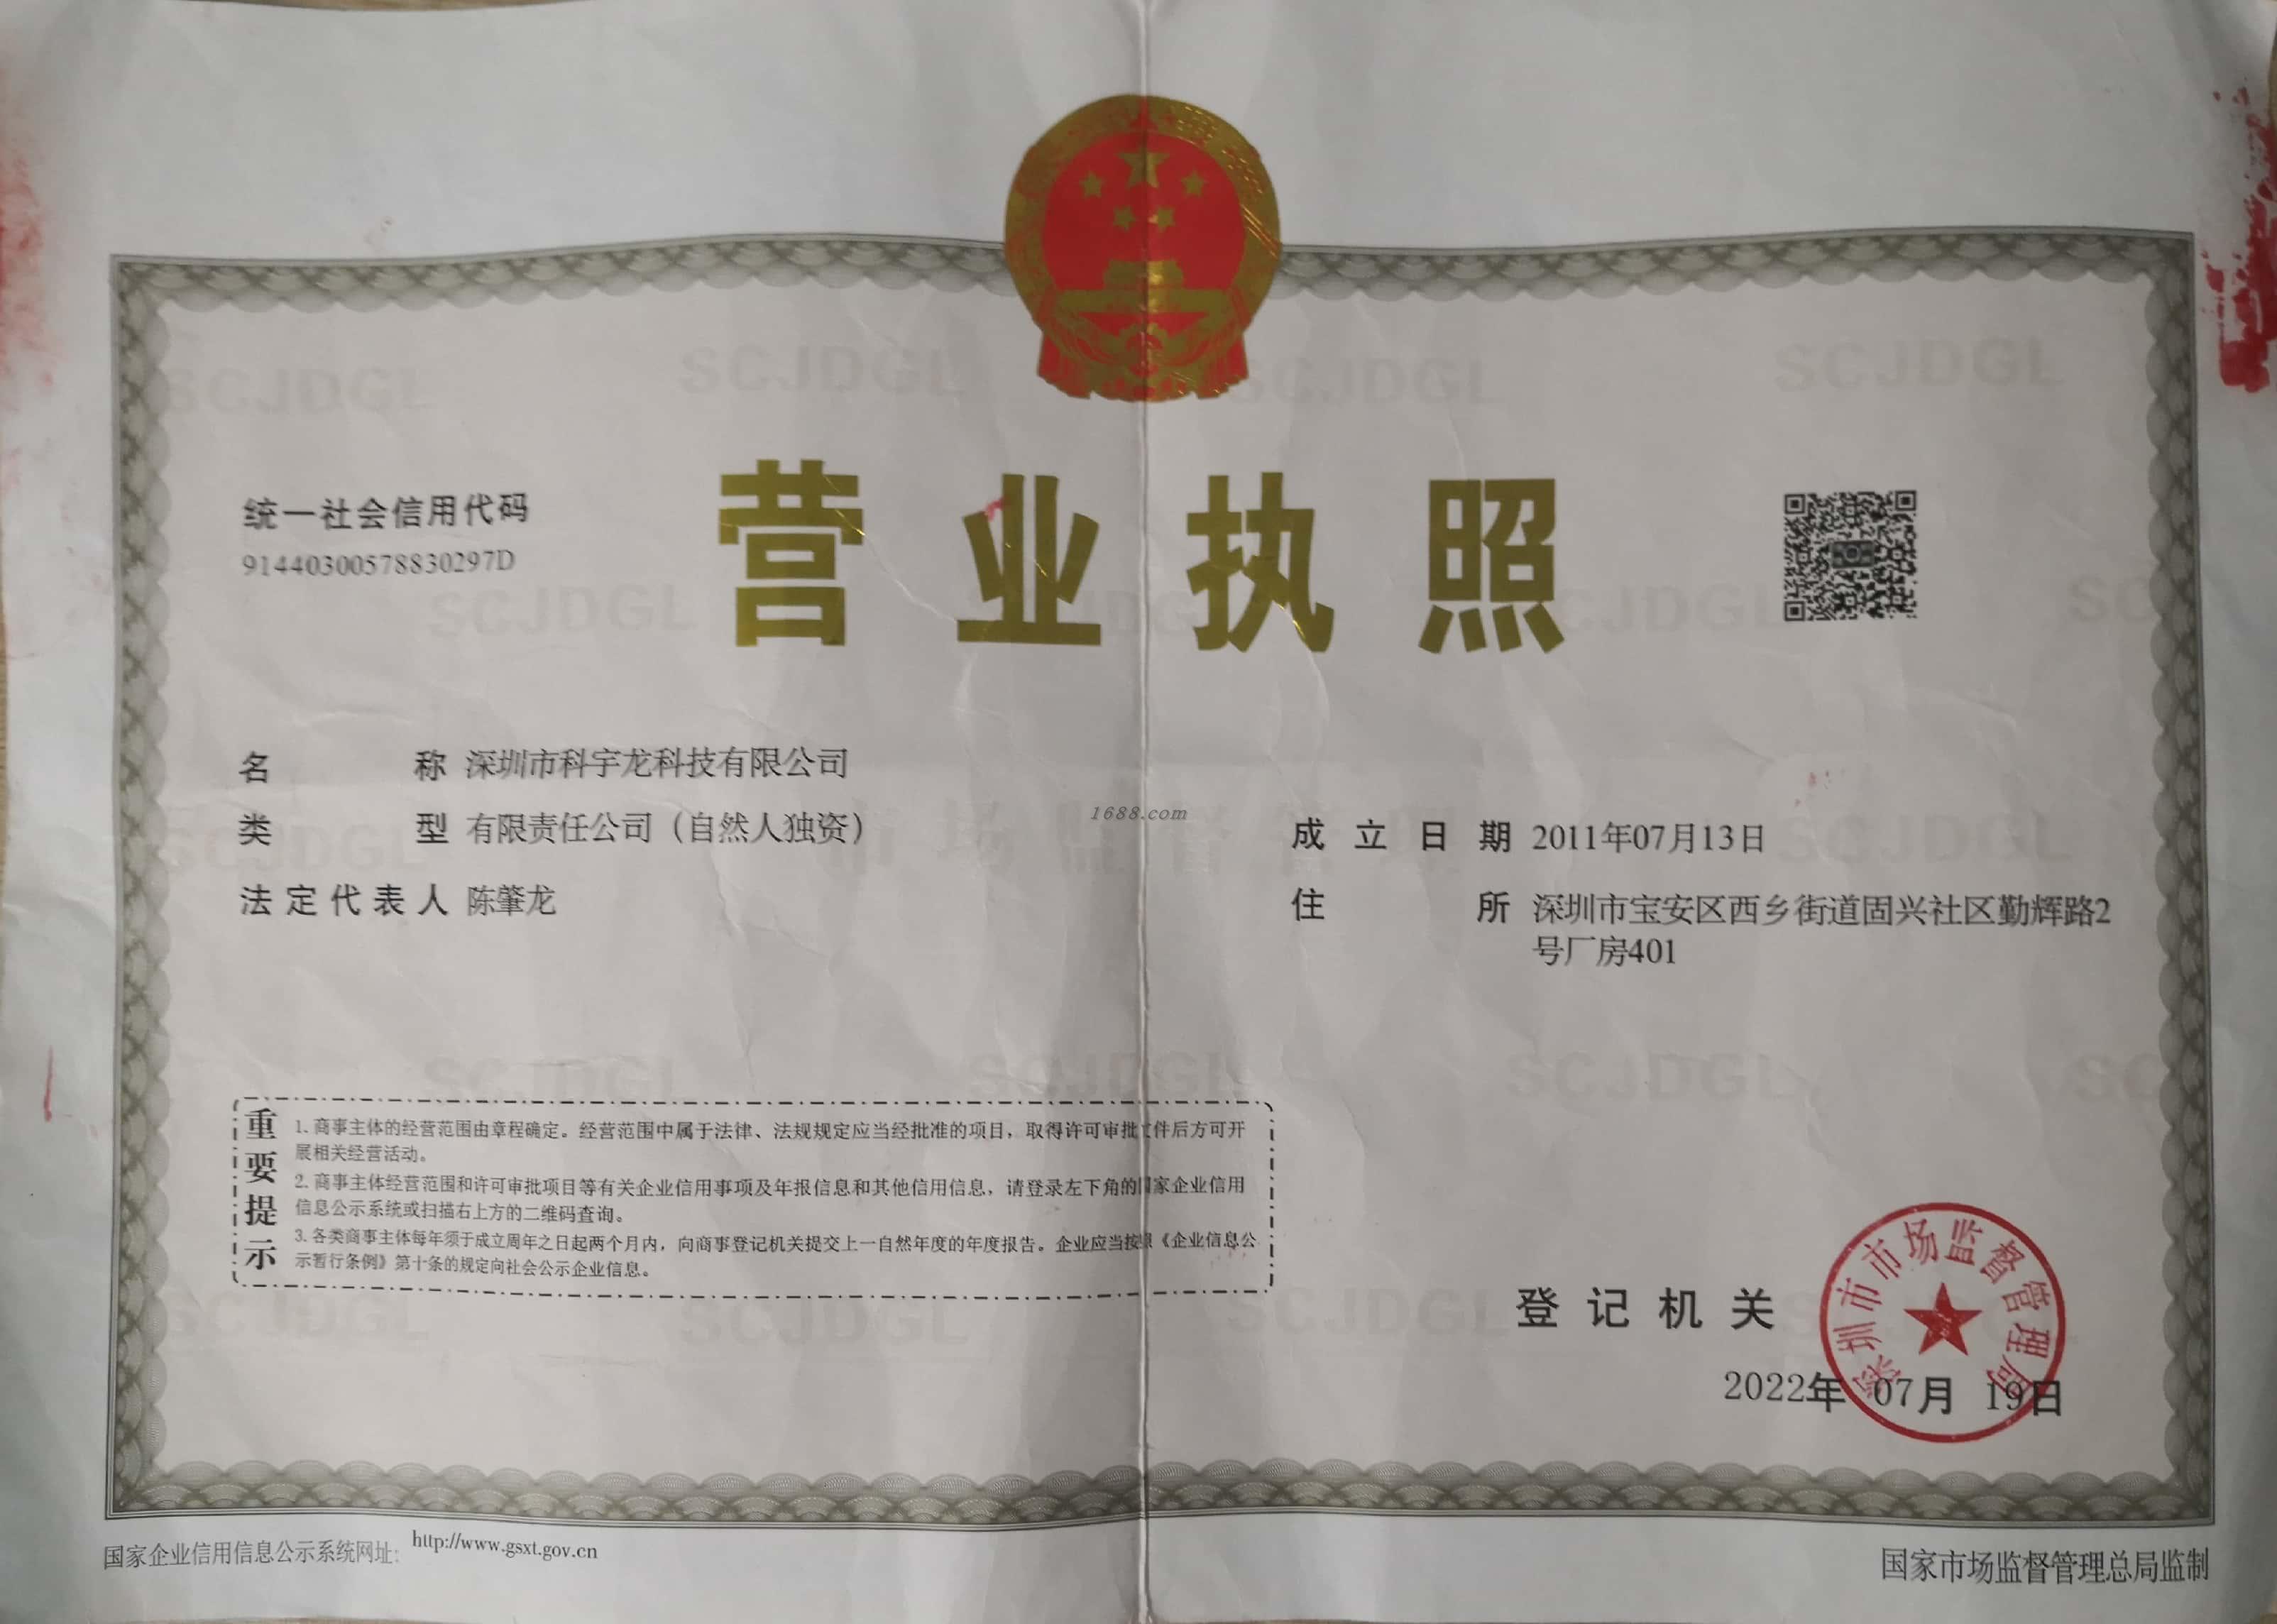 营业执照
统一社会信用代码
91440300578830297D
名称 深圳市科宇龙科技有限公司
类型 有限责任公司（自然人独资）
法定代表人 陈肇龙
成立日期 2011年07月13日
住所 深圳市宝安区西乡街道固兴社区勤辉路2
号厂房401
1688.com
重要提示
1. 商事主体的经营范围由章程确定。经营范围中属于法律、法规规定应当经批准的项目，取得许可审批文件后方可开
展相关经营活动。
2. 商事主体经营范围和许可审批项目等有关企业信用事项及年报信息和其他信用信息，请登录左下角的国家企业信用
信息公示系统或扫描右上方的二维码查询。
3. 各类商事主体每年须于成立周年之日起两个月内，向商事登记机关提交上一自然年度的年度报告。企业应当按照《企业信息公
示暂行条例》第十条的规定向社会公示企业信息。
登记机关
深圳市市场监督管理局
2022年07月19日
国家企业信用信息公示系统网址：http://www.gsxt.gov.cn
国家市场监督管理总局监制
SCJDGL